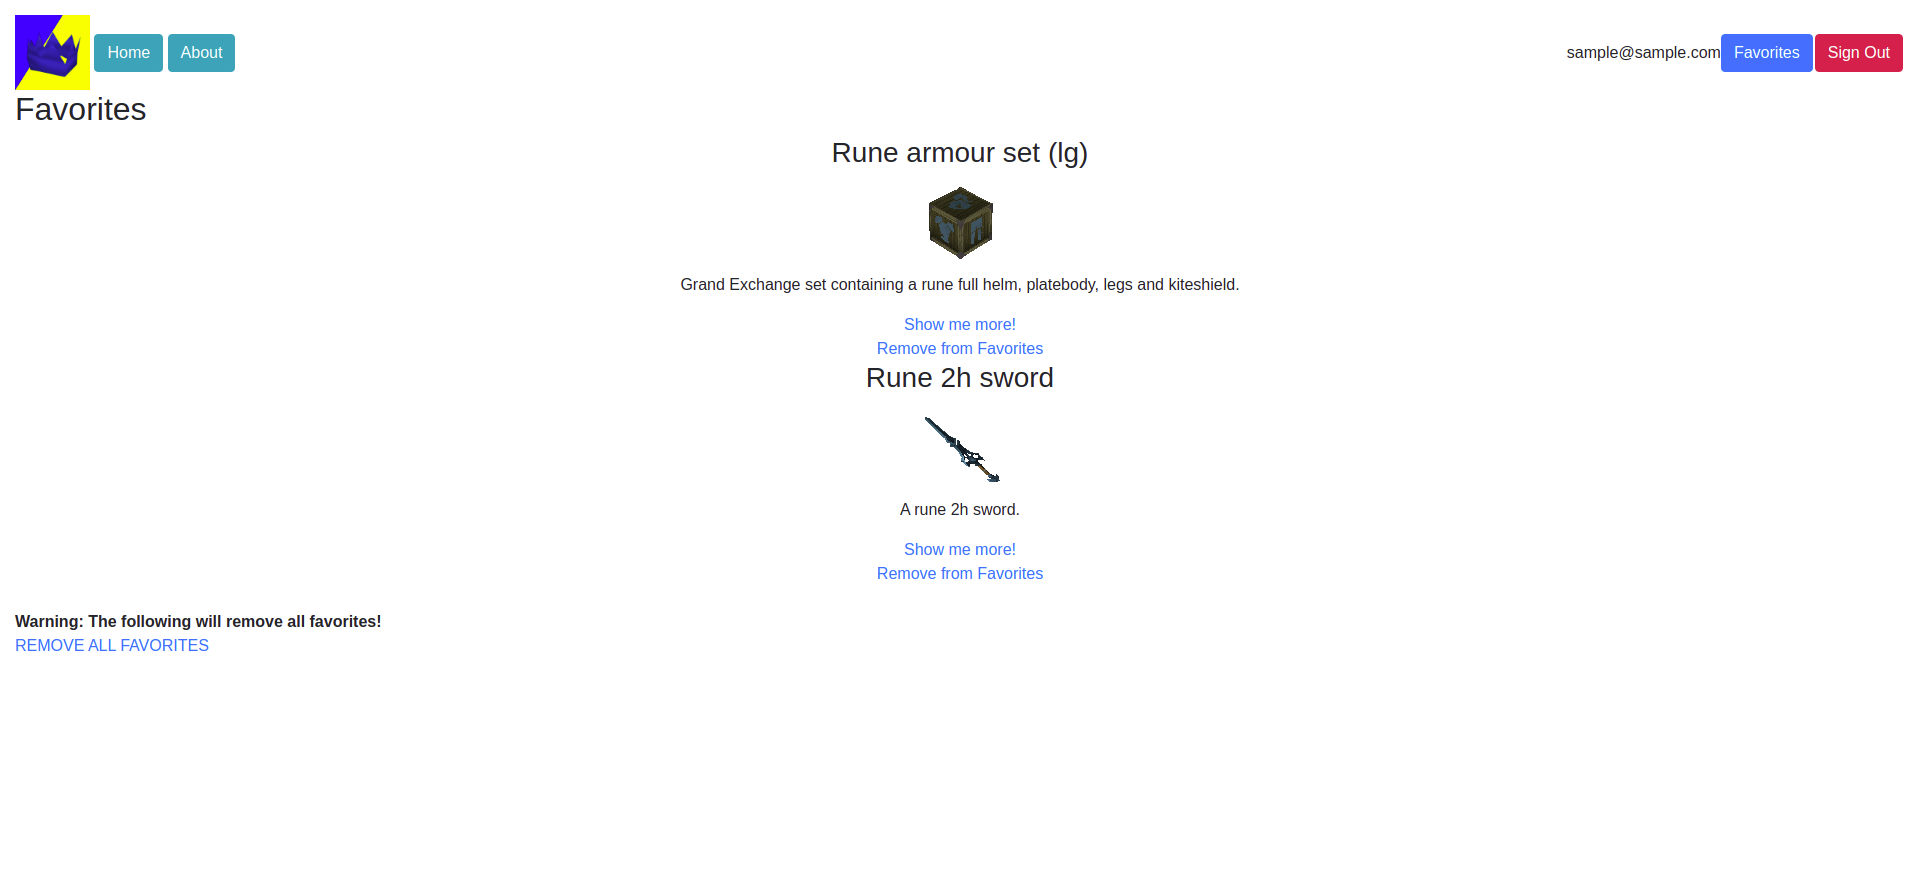 Home About sample@sample.com Favorites Sign Out
Favorites
Rune armour set (lg)
Grand Exchange set containing a rune full helm, platebody, legs and kiteshield.
Show me more!
Remove from Favorites
Rune 2h sword
A rune 2h sword.
Show me more!
Remove from Favorites
Warning: The following will remove all favorites!
REMOVE ALL FAVORITES